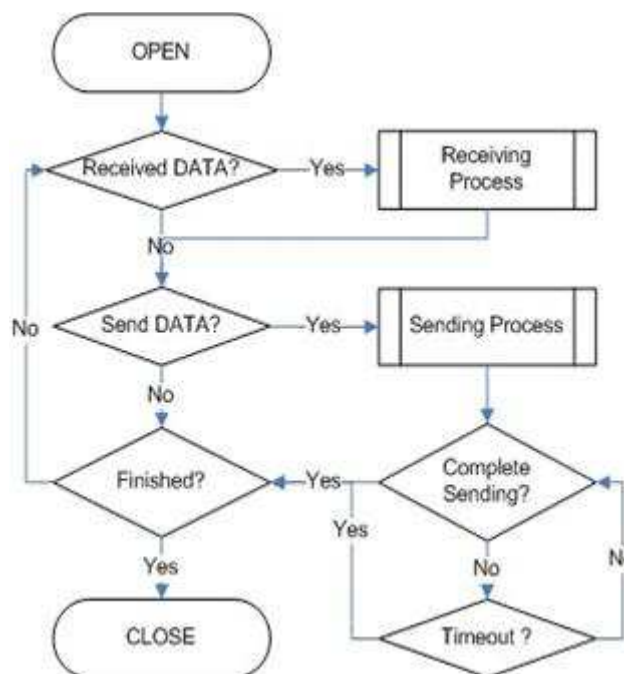 OPEN
Received DATA?
Yes
Receiving
Process
No
Send DATA?
Yes
Sending Process
No
No
Finished?
Yes
Complete
Sending?
Yes
No
No
Yes
CLOSE
Timeout ?